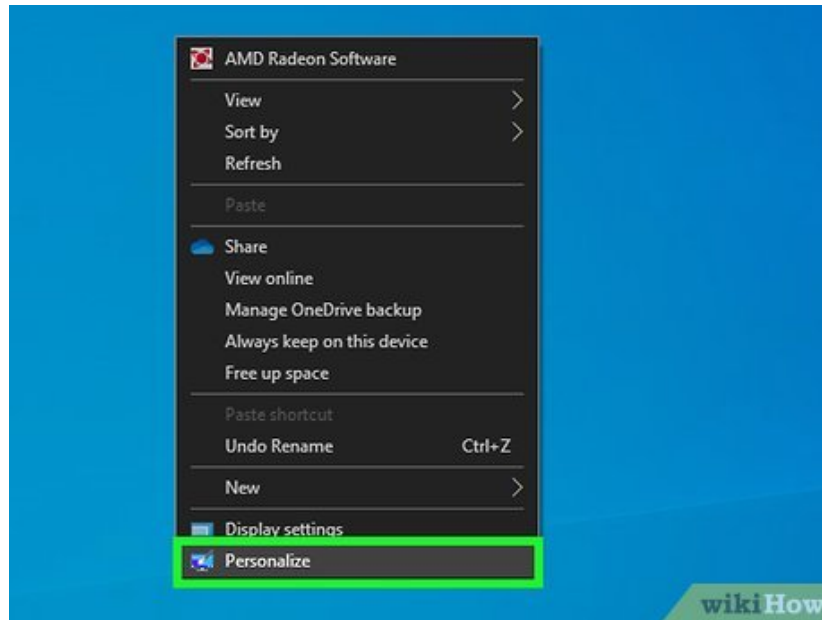 AMD Radeon Software
View
Sort by
Refresh
Paste
Share
View online
Manage OneDrive backup
Always keep on this device
Free up space
Paste shortcut
Undo Rename Ctrl+Z
New
Display settings
Personalize
wikiHow